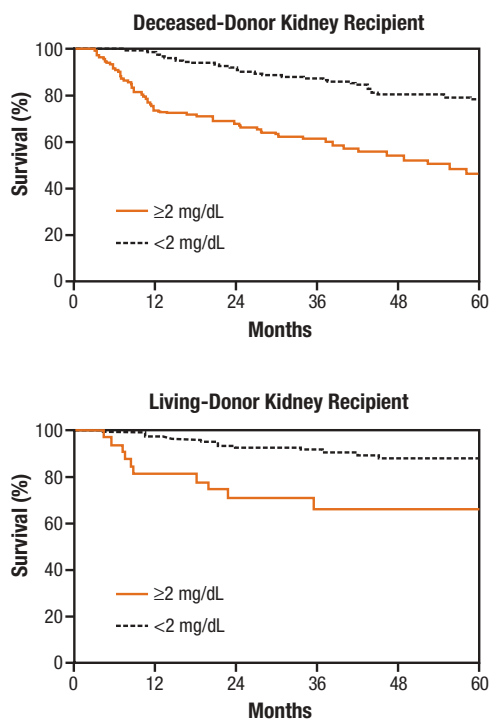 Deceased-Donor Kidney Recipient
100
80
60
40
20
0
Survival (%)
≥2 mg/dL
<2 mg/dL
0 12 24 36 48 60
Months
Living-Donor Kidney Recipient
100
80
60
40
20
0
Survival (%)
≥2 mg/dL
<2 mg/dL
0 12 24 36 48 60
Months